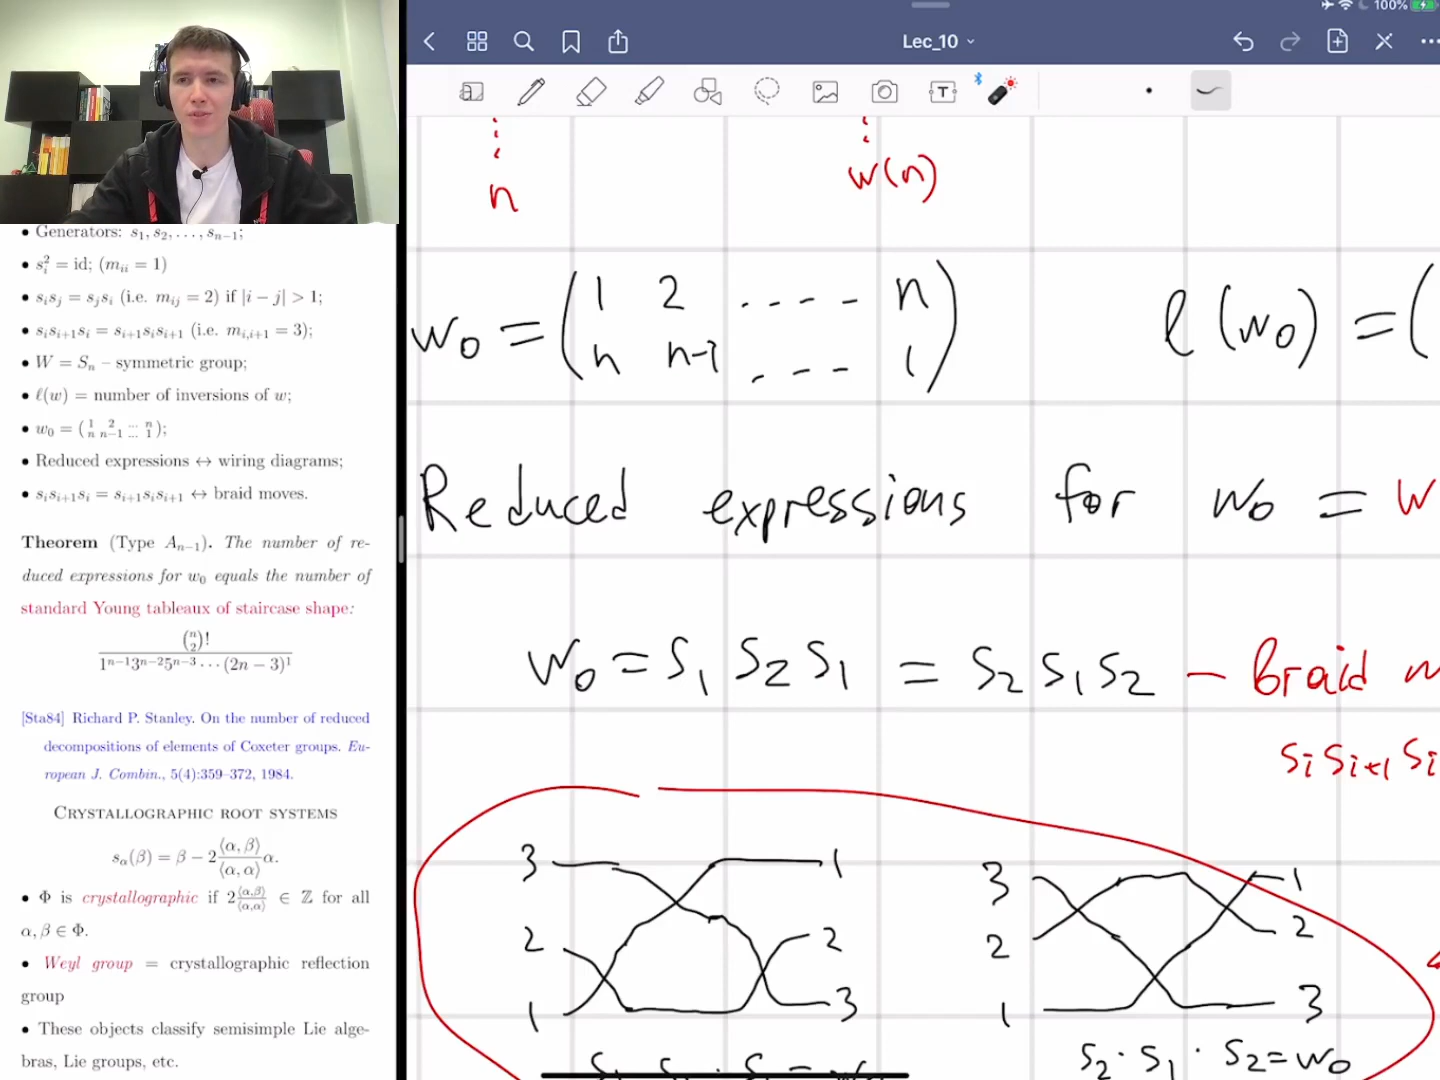 • Generators: s₁, s₂, . . . , sₙ₋₁;
• sᵢ² = id; (mᵢᵢ = 1)
• sᵢsⱼ = sⱼsᵢ (i.e. mᵢⱼ = 2) if |i − j| > 1;
• sᵢsᵢ₊₁sᵢ = sᵢ₊₁sᵢsᵢ₊₁ (i.e. mᵢ,ᵢ₊₁ = 3);
• W = Sₙ – symmetric group;
• ℓ(w) = number of inversions of w;
• w₀ = (1 2 ... n / n n−1 ... 1);
• Reduced expressions ↔ wiring diagrams;
• sᵢsᵢ₊₁sᵢ = sᵢ₊₁sᵢsᵢ₊₁ ↔ braid moves.
Theorem (Type Aₙ₋₁). The number of re-
duced expressions for w₀ equals the number of
standard Young tableaux of staircase shape:
(n 2)!
1ⁿ⁻¹3ⁿ⁻²5ⁿ⁻³ · · · (2n − 3)¹
[Sta84] Richard P. Stanley. On the number of reduced
decompositions of elements of Coxeter groups. Eu-
ropean J. Combin., 5(4):359–372, 1984.
CRYSTALLOGRAPHIC ROOT SYSTEMS
s_α(β) = β − 2 ⟨α, β⟩/⟨α, α⟩ α.
• Φ is crystallographic if 2 ⟨α,β⟩/⟨α,α⟩ ∈ ℤ for all
α, β ∈ Φ.
• Weyl group = crystallographic reflection
group
• These objects classify semisimple Lie alge-
bras, Lie groups, etc.
100%
Lec_10
T
n w(n)
w₀ = (1 2 .... n / n n-1 ... 1) ℓ(w₀) = (
Reduced expressions for w₀ = w
w₀ = s₁ s₂ s₁ = s₂ s₁ s₂ – Braid m
sᵢ sᵢ₊₁ sᵢ
3 1 3 1
2 2 2 2
1 3 1 3
s₂ · s₁ · s₂ = w₀